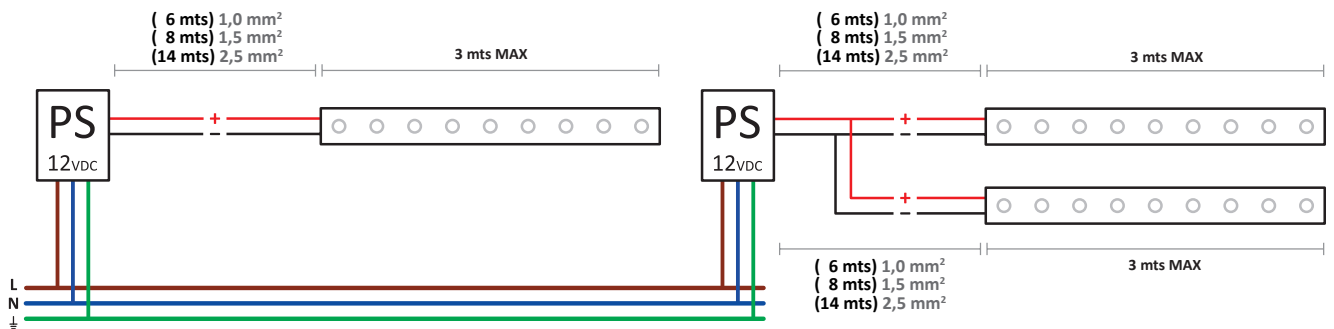 ( 6 mts) 1,0 mm²
( 8 mts) 1,5 mm²
(14 mts) 2,5 mm²
3 mts MAX
PS
12VDC
+
–
( 6 mts) 1,0 mm²
( 8 mts) 1,5 mm²
(14 mts) 2,5 mm²
3 mts MAX
PS
12VDC
+
–
+
–
( 6 mts) 1,0 mm²
( 8 mts) 1,5 mm²
(14 mts) 2,5 mm²
3 mts MAX
L
N
⏚